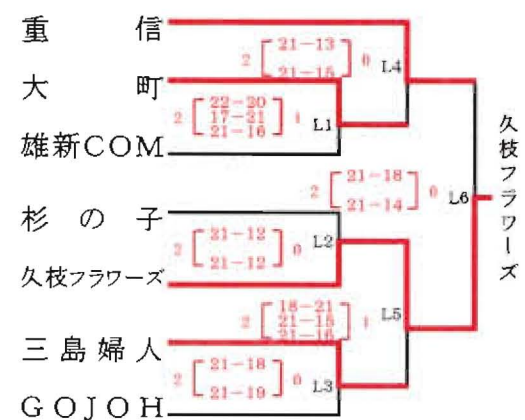 重信
2 [ 21-13 21-15 ] 0 L4
大町
2 [ 22-20 17-21 21-16 ] 1 L1
雄新COM
2 [ 21-18 21-14 ] 0 L6
久枝フラワーズ
杉の子
2 [ 21-12 21-12 ] 0 L2
久枝フラワーズ
2 [ 18-21 21-15 21-16 ] 1 L5
三島婦人
2 [ 21-18 21-19 ] 0 L3
GOJOH